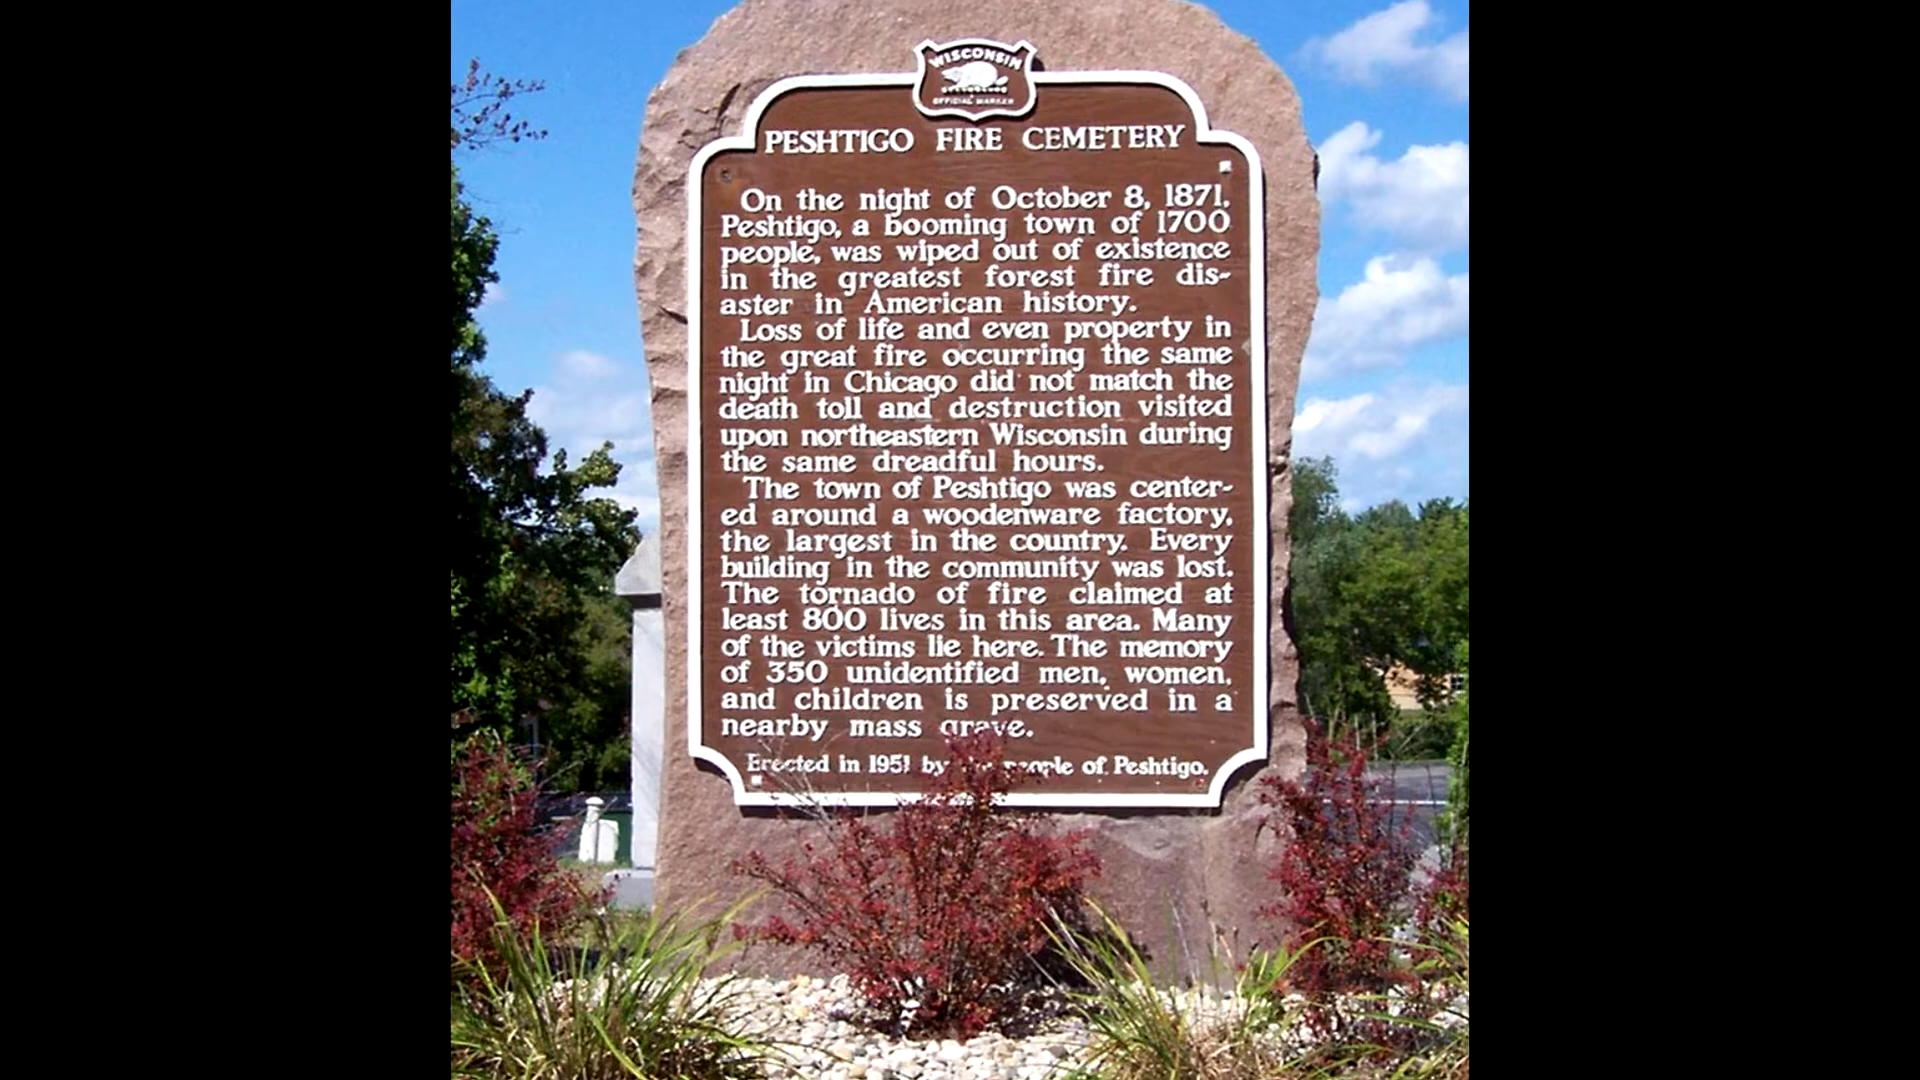 WISCONSIN
OFFICIAL MARKER
PESHTIGO FIRE CEMETERY
On the night of October 8, 1871,
Peshtigo, a booming town of 1700
people, was wiped out of existence
in the greatest forest fire dis-
aster in American history.
Loss of life and even property in
the great fire occurring the same
night in Chicago did not match the
death toll and destruction visited
upon northeastern Wisconsin during
the same dreadful hours.
The town of Peshtigo was center-
ed around a woodenware factory,
the largest in the country. Every
building in the community was lost.
The tornado of fire claimed at
least 800 lives in this area. Many
of the victims lie here. The memory
of 350 unidentified men, women,
and children is preserved in a
nearby mass grave.
Erected in 1951 by the people of Peshtigo.